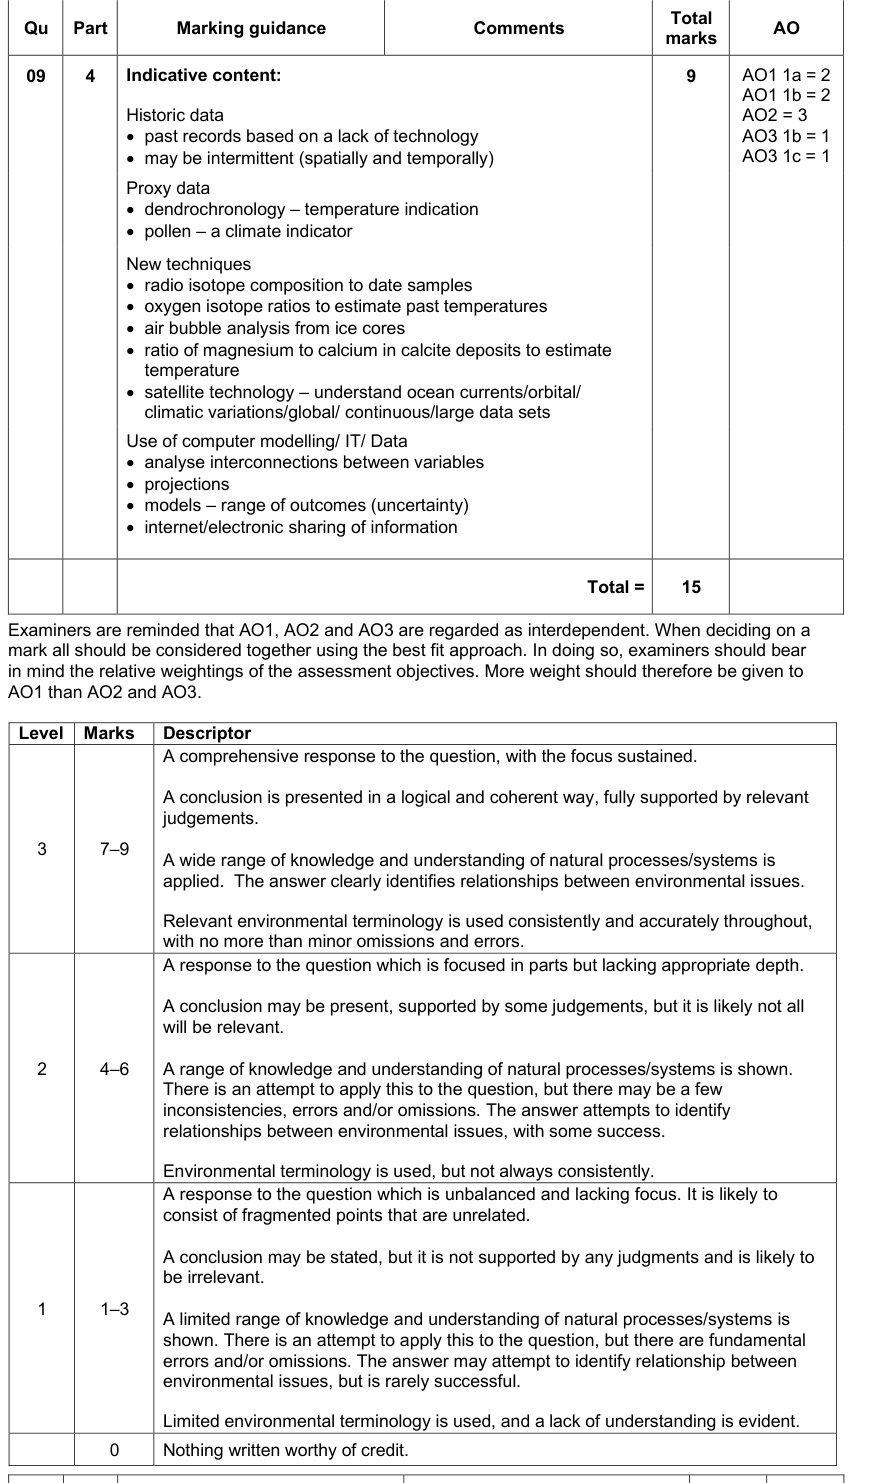 Qu Part Marking guidance Comments Total marks AO
09 4 Indicative content: 9 AO1 1a = 2
AO1 1b = 2
AO2 = 3
AO3 1b = 1
AO3 1c = 1
Historic data
• past records based on a lack of technology
• may be intermittent (spatially and temporally)
Proxy data
• dendrochronology – temperature indication
• pollen – a climate indicator
New techniques
• radio isotope composition to date samples
• oxygen isotope ratios to estimate past temperatures
• air bubble analysis from ice cores
• ratio of magnesium to calcium in calcite deposits to estimate
temperature
• satellite technology – understand ocean currents/orbital/
climatic variations/global/ continuous/large data sets
Use of computer modelling/ IT/ Data
• analyse interconnections between variables
• projections
• models – range of outcomes (uncertainty)
• internet/electronic sharing of information
Total = 15
Examiners are reminded that AO1, AO2 and AO3 are regarded as interdependent. When deciding on a
mark all should be considered together using the best fit approach. In doing so, examiners should bear
in mind the relative weightings of the assessment objectives. More weight should therefore be given to
AO1 than AO2 and AO3.
Level Marks Descriptor
3 7–9
A comprehensive response to the question, with the focus sustained.
A conclusion is presented in a logical and coherent way, fully supported by relevant
judgements.
A wide range of knowledge and understanding of natural processes/systems is
applied. The answer clearly identifies relationships between environmental issues.
Relevant environmental terminology is used consistently and accurately throughout,
with no more than minor omissions and errors.
2 4–6
A response to the question which is focused in parts but lacking appropriate depth.
A conclusion may be present, supported by some judgements, but it is likely not all
will be relevant.
A range of knowledge and understanding of natural processes/systems is shown.
There is an attempt to apply this to the question, but there may be a few
inconsistencies, errors and/or omissions. The answer attempts to identify
relationships between environmental issues, with some success.
Environmental terminology is used, but not always consistently.
1 1–3
A response to the question which is unbalanced and lacking focus. It is likely to
consist of fragmented points that are unrelated.
A conclusion may be stated, but it is not supported by any judgments and is likely to
be irrelevant.
A limited range of knowledge and understanding of natural processes/systems is
shown. There is an attempt to apply this to the question, but there are fundamental
errors and/or omissions. The answer may attempt to identify relationship between
environmental issues, but is rarely successful.
Limited environmental terminology is used, and a lack of understanding is evident.
0 Nothing written worthy of credit.